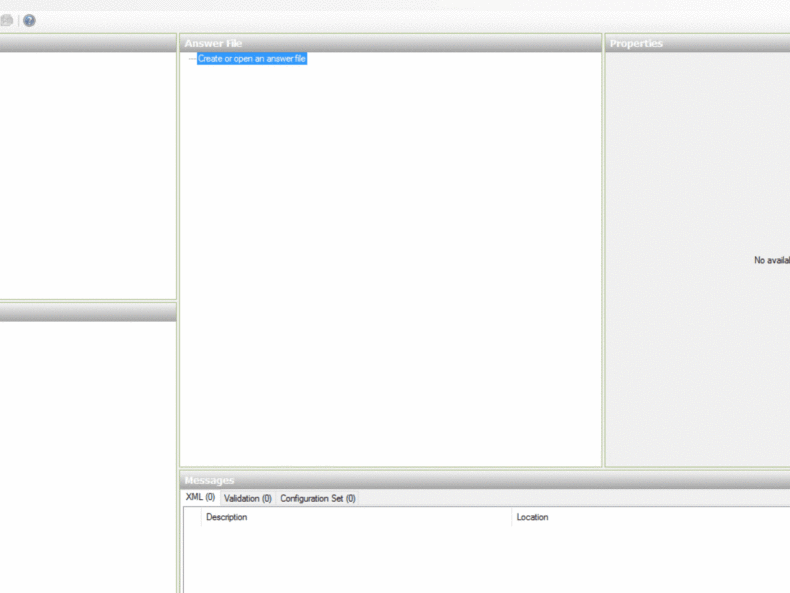 Answer File
Properties
Create or open an answer file
No availal
Messages
XML (0) Validation (0) Configuration Set (0)
Description Location